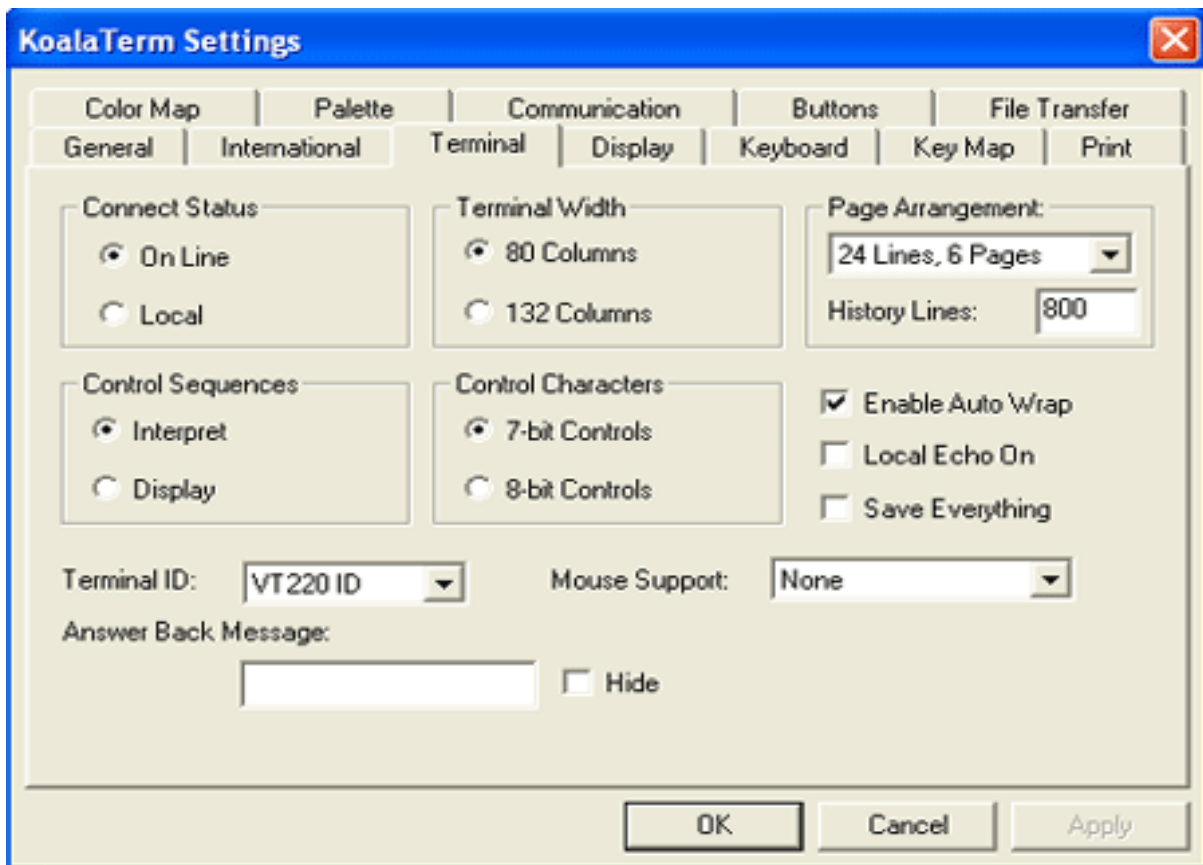 KoalaTerm Settings
Color Map Palette Communication Buttons File Transfer
General International Terminal Display Keyboard Key Map Print
Connect Status
On Line
Local
Terminal Width
80 Columns
132 Columns
Page Arrangement:
24 Lines, 6 Pages
History Lines: 800
Control Sequences
Interpret
Display
Control Characters
7-bit Controls
8-bit Controls
Enable Auto Wrap
Local Echo On
Save Everything
Terminal ID: VT220 ID
Mouse Support: None
Answer Back Message:
Hide
OK Cancel Apply